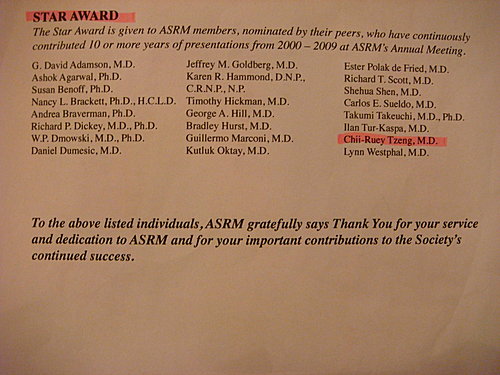 STAR AWARD
The Star Award is given to ASRM members, nominated by their peers, who have continuously
contributed 10 or more years of presentations from 2000 – 2009 at ASRM's Annual Meeting.
G. David Adamson, M.D.
Ashok Agarwal, Ph.D.
Susan Benoff, Ph.D.
Nancy L. Brackett, Ph.D., H.C.L.D.
Andrea Braverman, Ph.D.
Richard P. Dickey, M.D., Ph.D.
W.P. Dmowski, M.D., Ph.D.
Daniel Dumesic, M.D.
Jeffrey M. Goldberg, M.D.
Karen R. Hammond, D.N.P.,
C.R.N.P., N.P.
Timothy Hickman, M.D.
George A. Hill, M.D.
Bradley Hurst, M.D.
Guillermo Marconi, M.D.
Kutluk Oktay, M.D.
Ester Polak de Fried, M.D.
Richard T. Scott, M.D.
Shehua Shen, M.D.
Carlos E. Sueldo, M.D.
Takumi Takeuchi, M.D., Ph.D.
Ilan Tur-Kaspa, M.D.
Chii-Ruey Tzeng, M.D.
Lynn Westphal, M.D.
To the above listed individuals, ASRM gratefully says Thank You for your service
and dedication to ASRM and for your important contributions to the Society's
continued success.